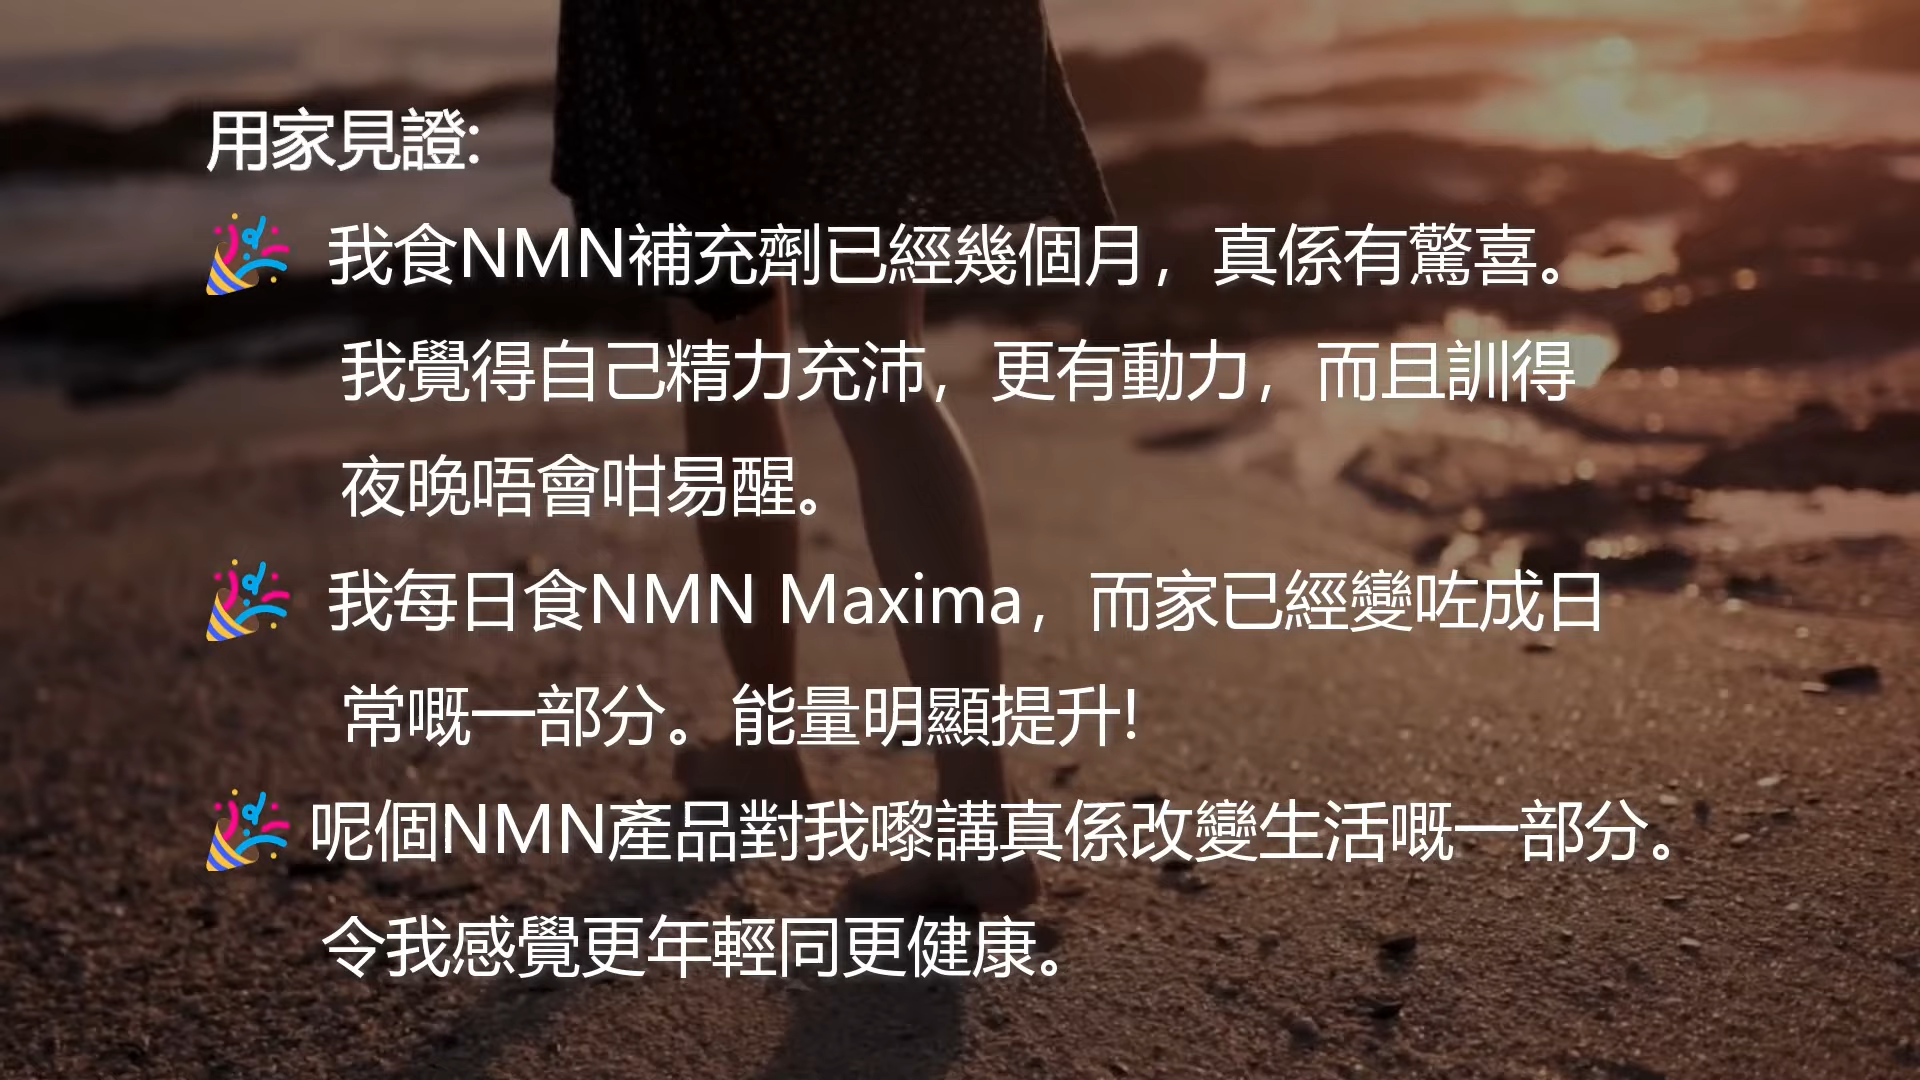 用家見證:
🎉 我食NMN補充劑已經幾個月，真係有驚喜。
我覺得自己精力充沛，更有動力，而且訓得
夜晚唔會咁易醒。
🎉 我每日食NMN Maxima，而家已經變咗成日
常嘅一部分。能量明顯提升!
🎉 呢個NMN產品對我嚟講真係改變生活嘅一部分。
令我感覺更年輕同更健康。